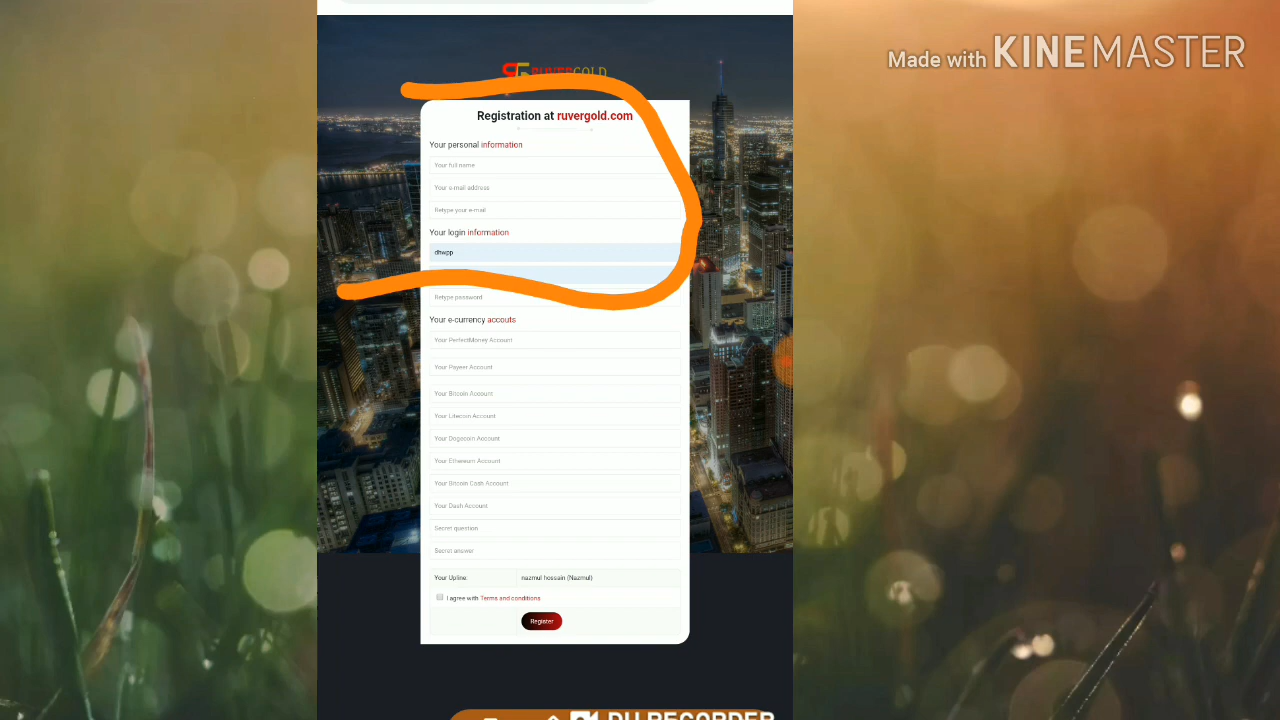 Made with KINEMASTER
RUVERGOLD
Registration at ruvergold.com
Your personal information
Your full name
Your e-mail address
Retype your e-mail
Your login information
dhwpp
Retype password
Your e-currency accouts
Your PerfectMoney Account
Your Payeer Account
Your Bitcoin Account
Your Litecoin Account
Your Dogecoin Account
Your Ethereum Account
Your Bitcoin Cash Account
Your Dash Account
Secret question
Secret answer
Your Upline: nazmul hossain (Nazmul)
I agree with Terms and conditions
Register
DU RECORDER